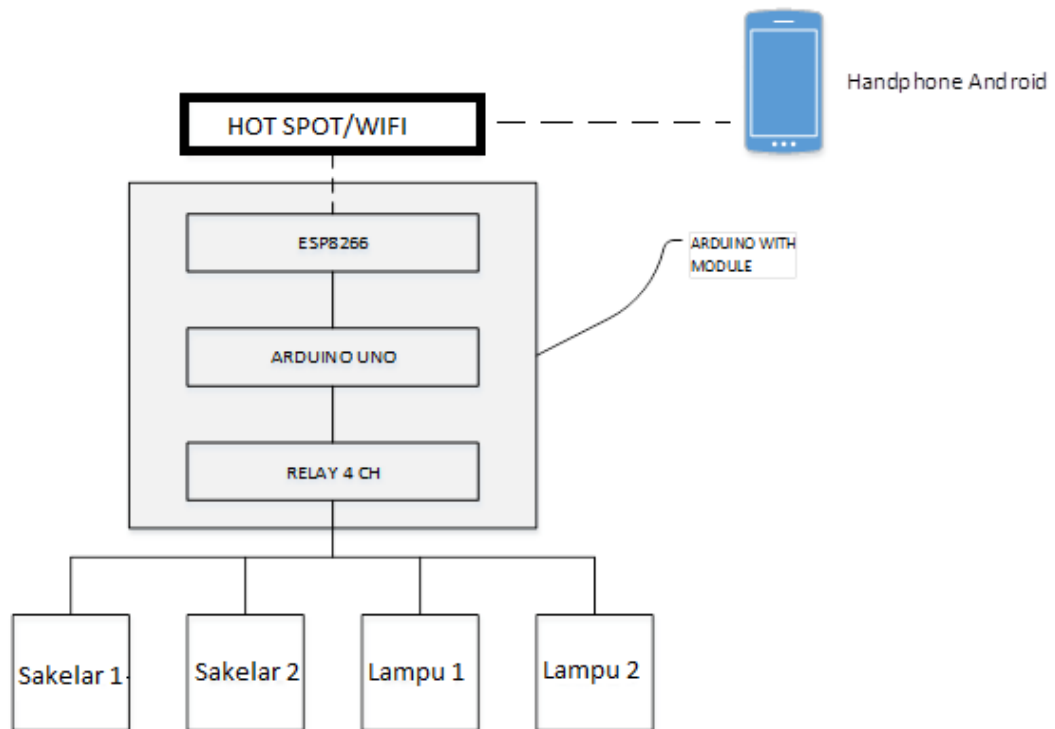 Handphone Android
HOT SPOT/WIFI
ESP8266
ARDUINO WITH
MODULE
ARDUINO UNO
RELAY 4 CH
Sakelar 1
Sakelar 2
Lampu 1
Lampu 2